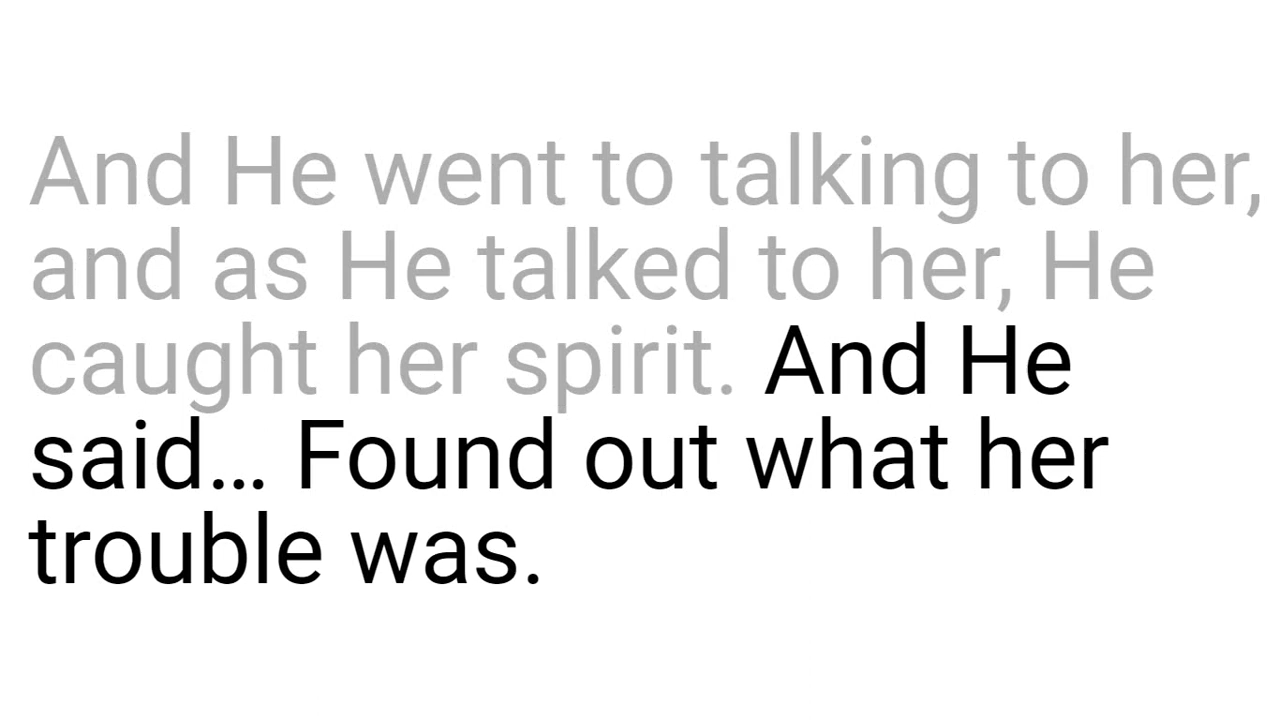 And He went to talking to her,
and as He talked to her, He
caught her spirit. And He
said... Found out what her
trouble was.